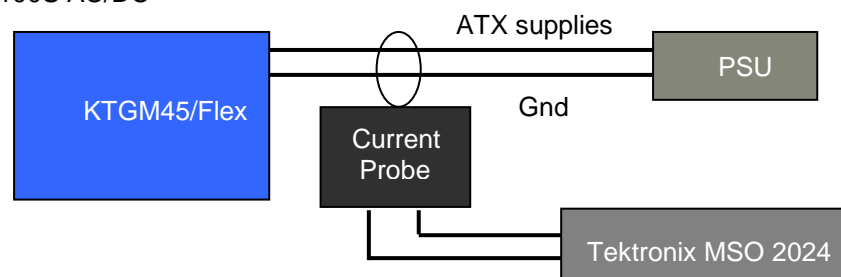 ATX supplies
PSU
KTGM45/Flex
Gnd
Current
Probe
Tektronix MSO 2024